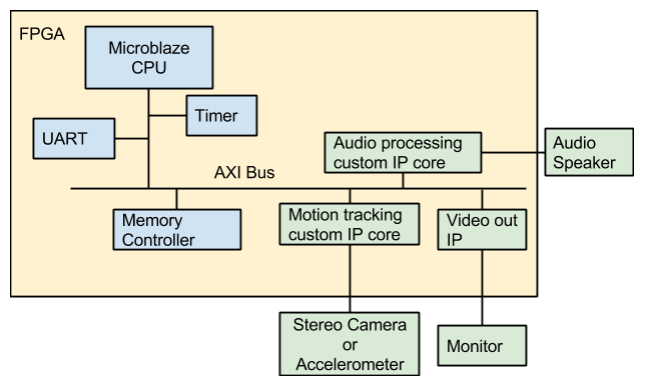 FPGA
Microblaze
CPU
Timer
UART
Audio processing
custom IP core
Audio
Speaker
AXI Bus
Memory
Controller
Motion tracking
custom IP core
Video out
IP
Stereo Camera
or
Accelerometer
Monitor